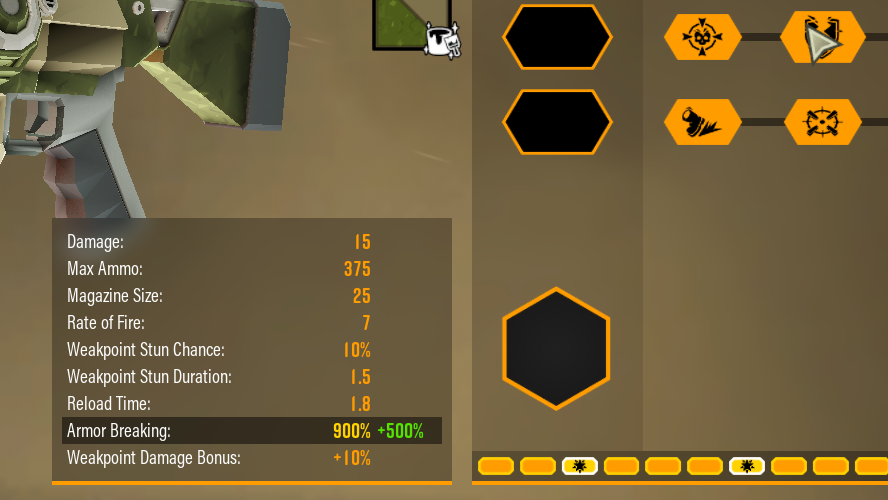 Damage: 15
Max Ammo: 375
Magazine Size: 25
Rate of Fire: 7
Weakpoint Stun Chance: 10%
Weakpoint Stun Duration: 1.5
Reload Time: 1.8
Armor Breaking: 900% +500%
Weakpoint Damage Bonus: +10%